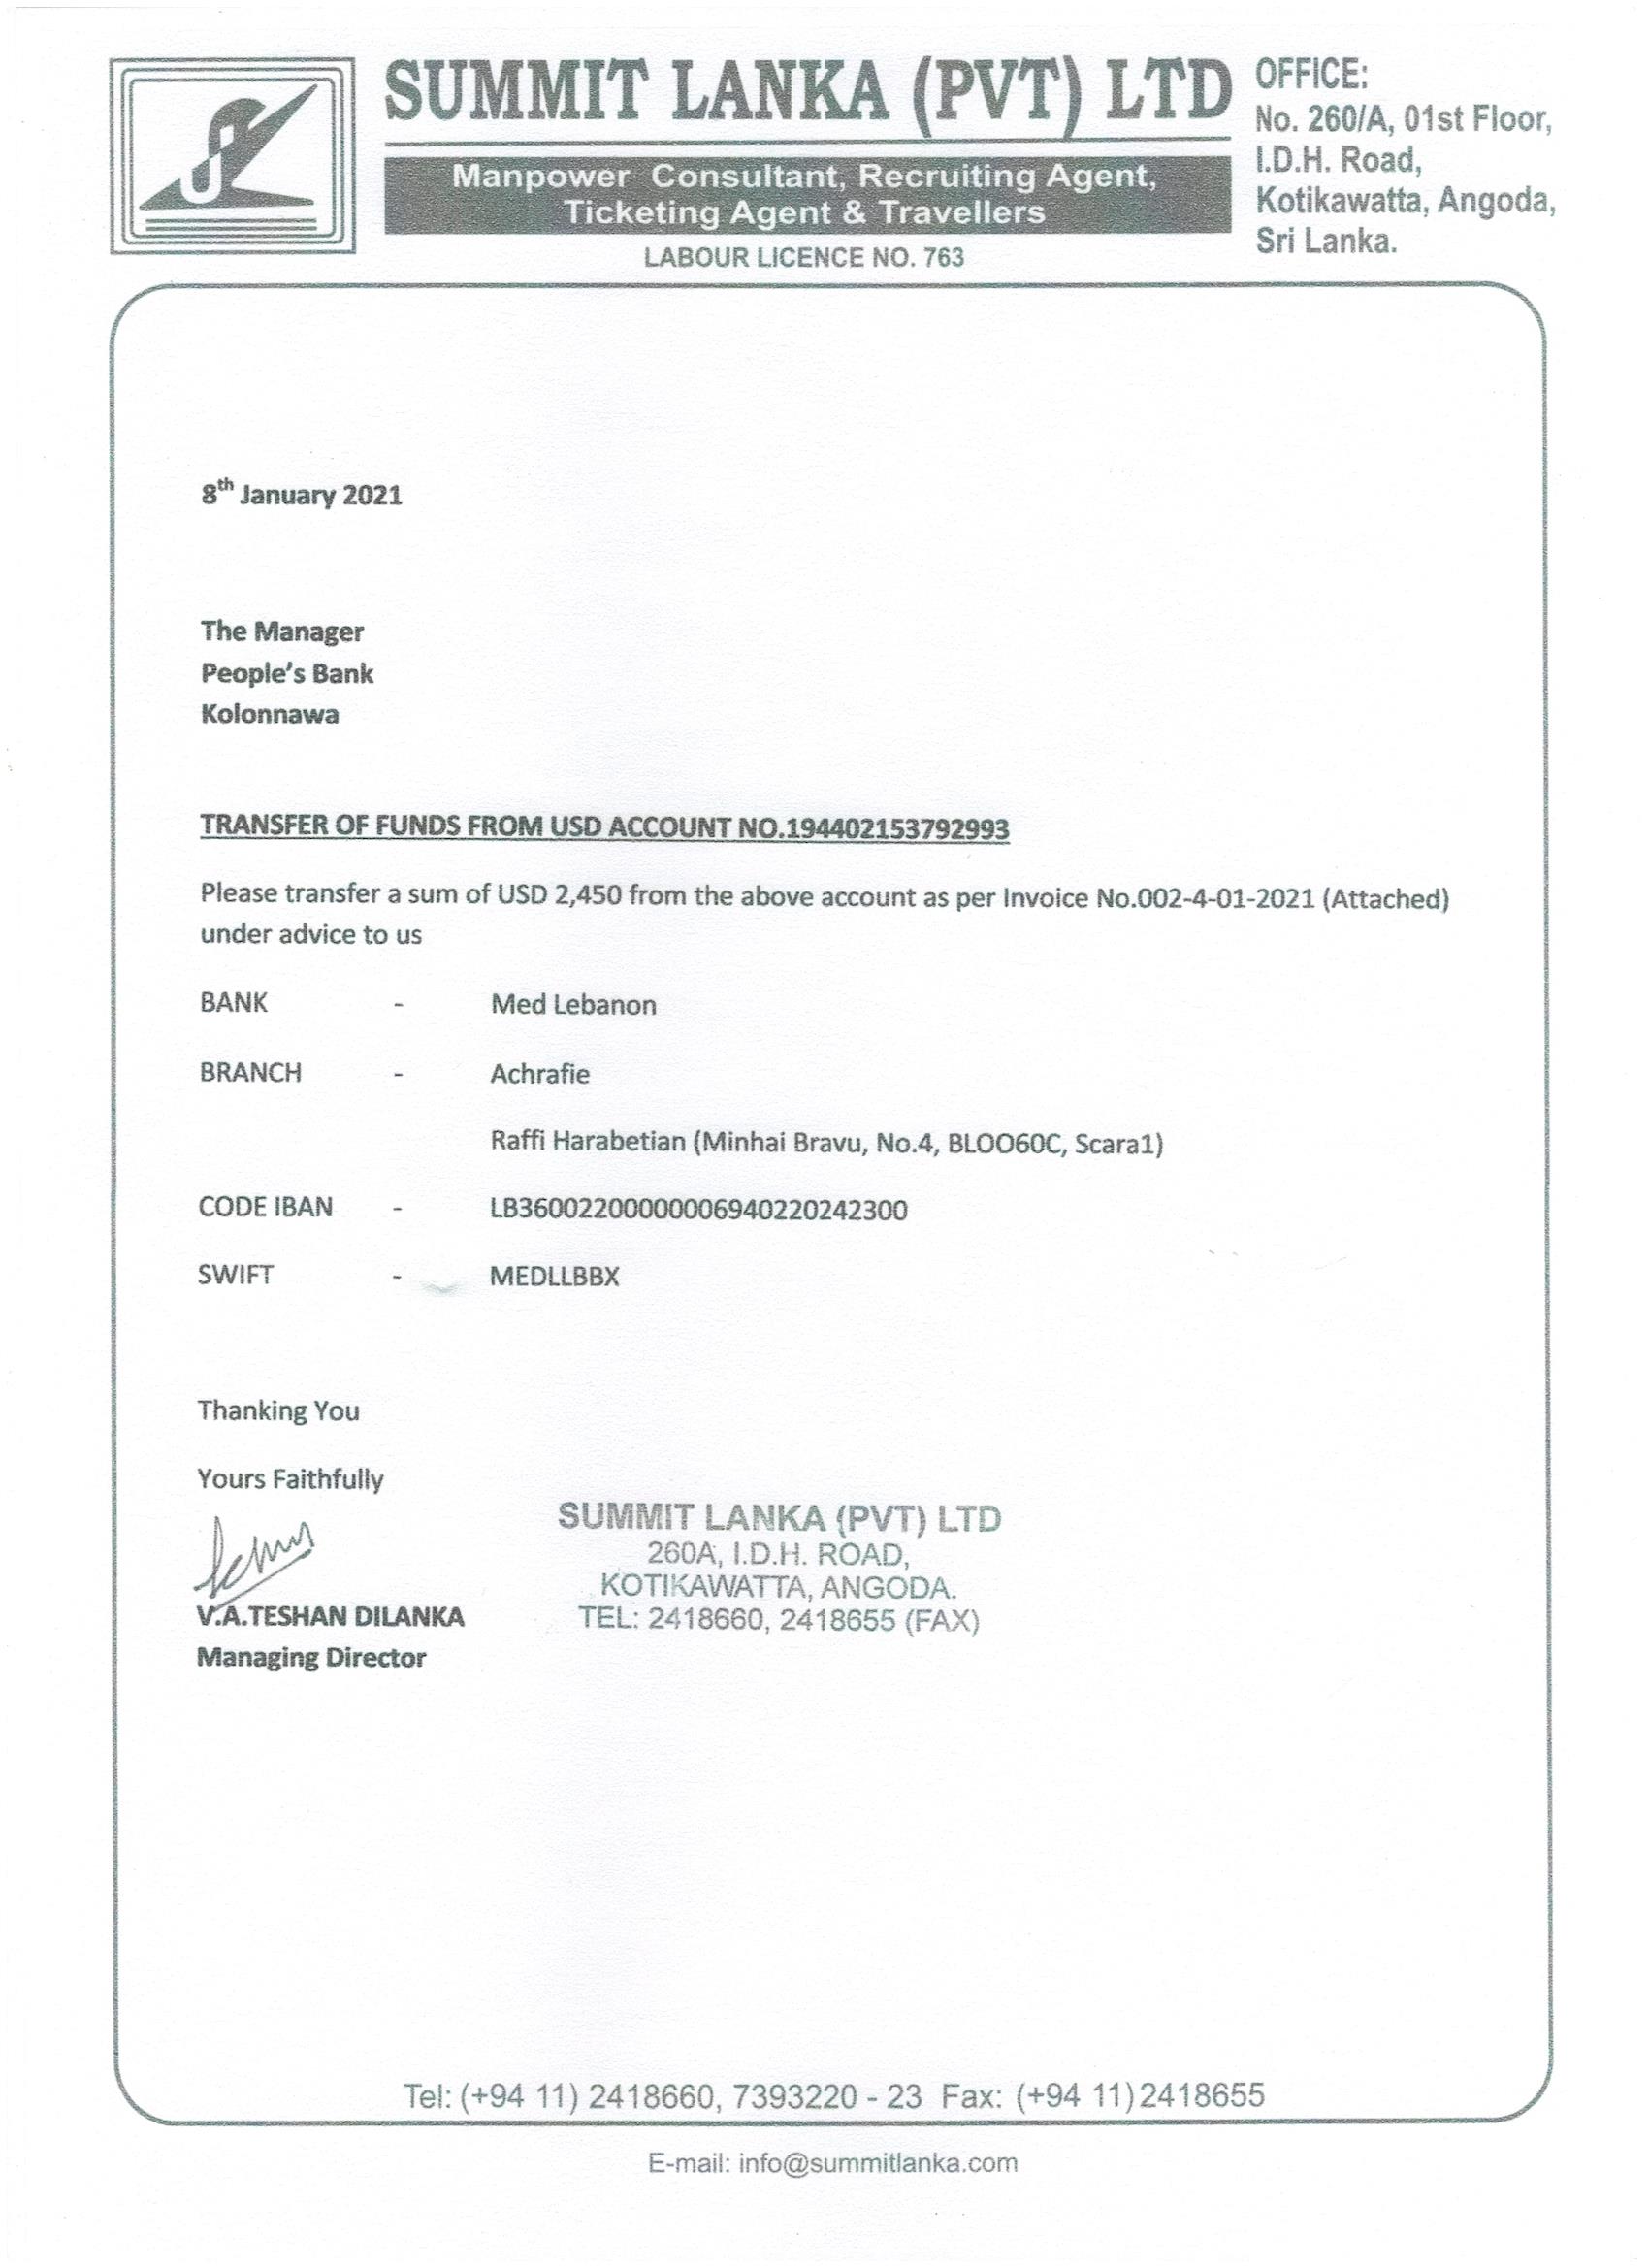 SUMMIT LANKA (PVT) LTD
Manpower Consultant, Recruiting Agent,
Ticketing Agent & Travellers
LABOUR LICENCE NO. 763
OFFICE:
No. 260/A, 01st Floor,
I.D.H. Road,
Kotikawatta, Angoda,
Sri Lanka.
8th January 2021
The Manager
People's Bank
Kolonnawa
TRANSFER OF FUNDS FROM USD ACCOUNT NO.194402153792993
Please transfer a sum of USD 2,450 from the above account as per Invoice No.002-4-01-2021 (Attached)
under advice to us
BANK - Med Lebanon
BRANCH - Achrafie
Raffi Harabetian (Minhai Bravu, No.4, BLOO60C, Scara1)
CODE IBAN - LB36002200000006940220242300
SWIFT - MEDLLBBX
Thanking You
Yours Faithfully
V.A.TESHAN DILANKA
Managing Director
SUMMIT LANKA (PVT) LTD
260A, I.D.H. ROAD,
KOTIKAWATTA, ANGODA.
TEL: 2418660, 2418655 (FAX)
Tel: (+94 11) 2418660, 7393220 - 23 Fax: (+94 11) 2418655
E-mail: info@summitlanka.com